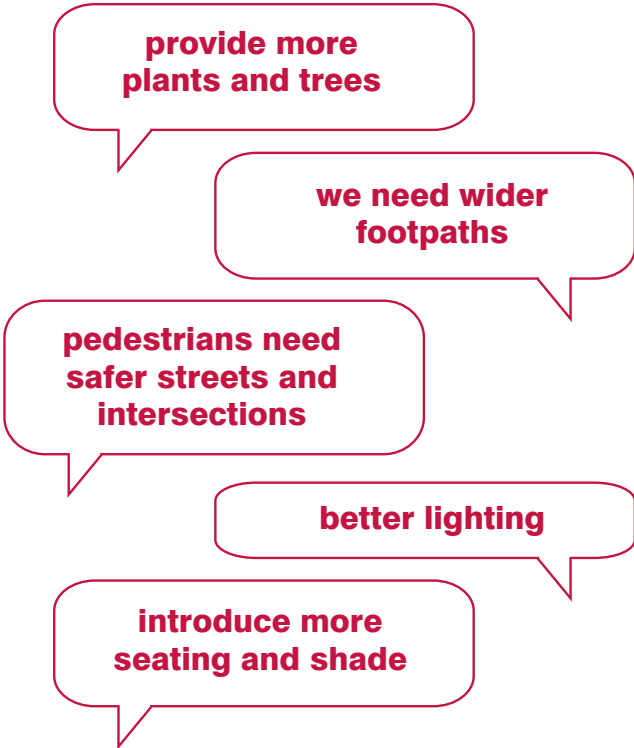 provide more
plants and trees
we need wider
footpaths
pedestrians need
safer streets and
intersections
better lighting
introduce more
seating and shade